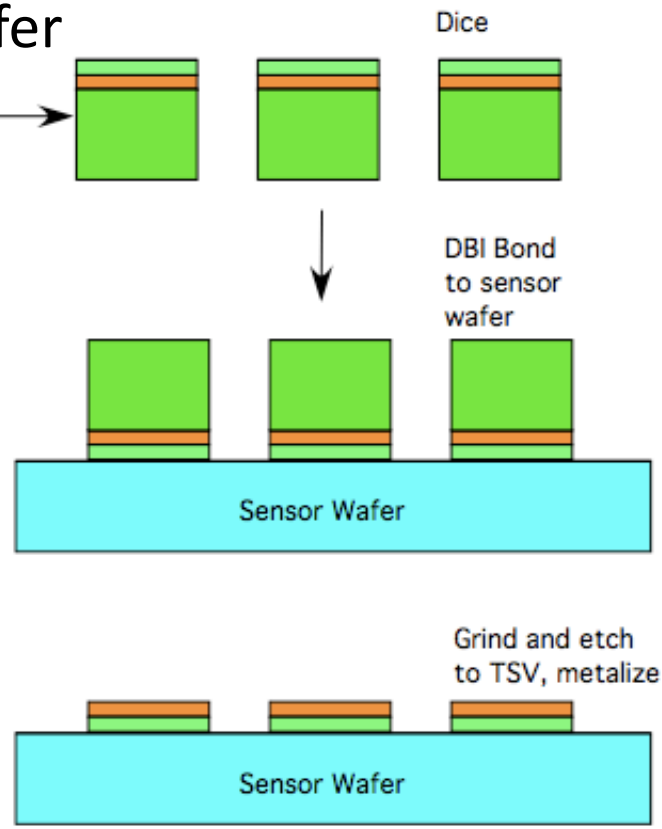 fer
Dice
DBI Bond
to sensor
wafer
Sensor Wafer
Grind and etch
to TSV, metalize
Sensor Wafer